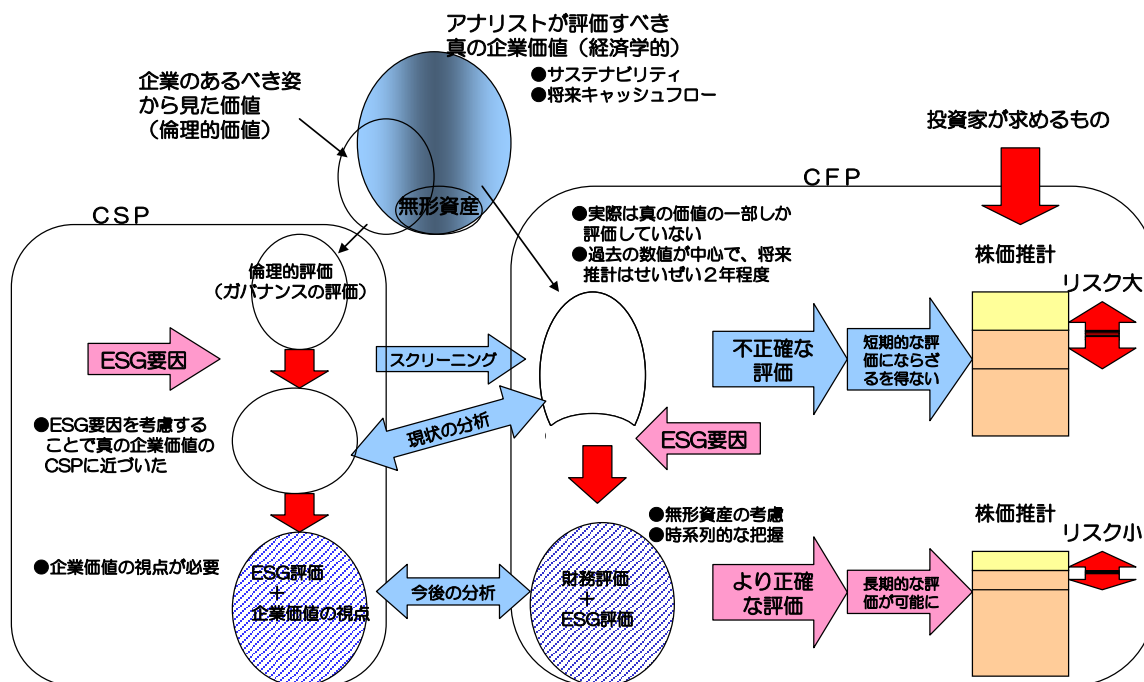 アナリストが評価すべき
真の企業価値（経済学的）
●サステナビリティ
●将来キャッシュフロー
企業のあるべき姿
から見た価値
（倫理的価値）
投資家が求めるもの
無形資産
CSP
CFP
●実際は真の価値の一部しか
評価していない
●過去の数値が中心で、将来
推計はせいぜい２年程度
倫理的評価
（ガバナンスの評価）
株価推計
リスク大
ESG要因
スクリーニング
不正確な
評価
短期的な評
価にならざ
るを得ない
●ESG要因を考慮する
ことで真の企業価値の
CSPに近づいた
現状の分析
ESG要因
●無形資産の考慮
●時系列的な把握
株価推計
リスク小
●企業価値の視点が必要
ESG評価
＋
企業価値の視点
今後の分析
財務評価
＋
ESG評価
より正確
な評価
長期的な評
価が可能に